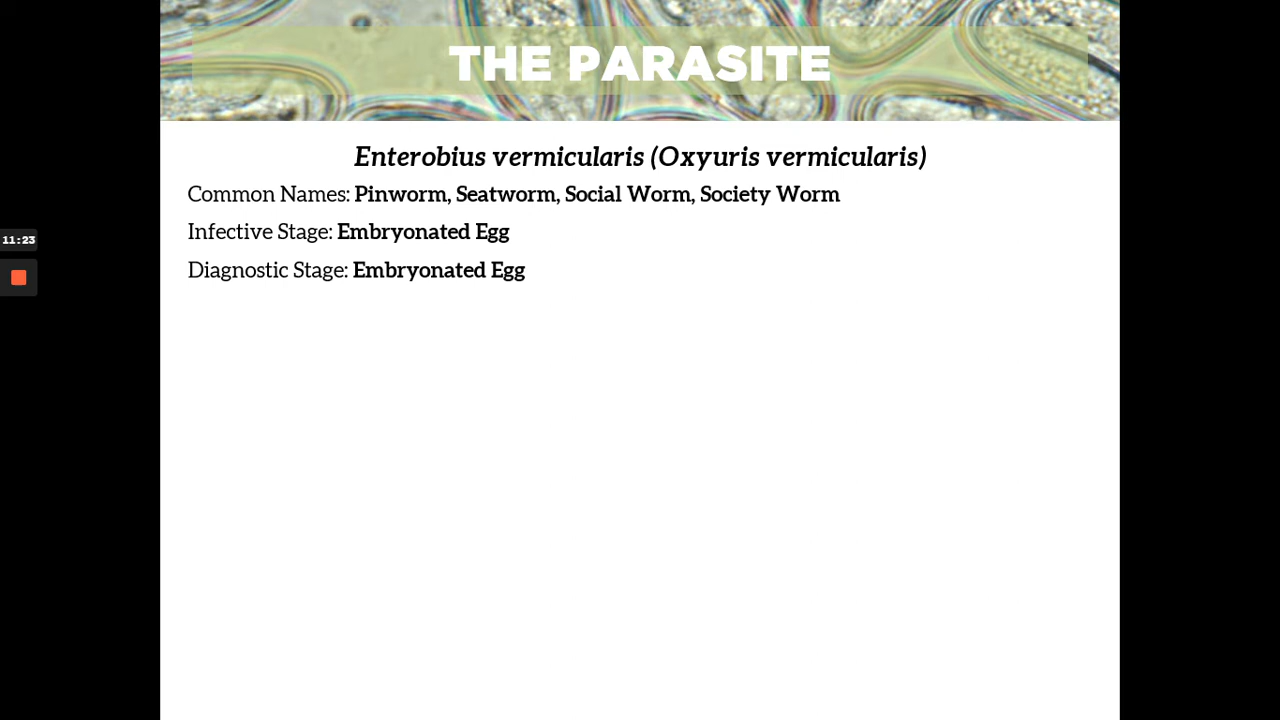 THE PARASITE
Enterobius vermicularis (Oxyuris vermicularis)
Common Names: Pinworm, Seatworm, Social Worm, Society Worm
Infective Stage: Embryonated Egg
11:23
Diagnostic Stage: Embryonated Egg